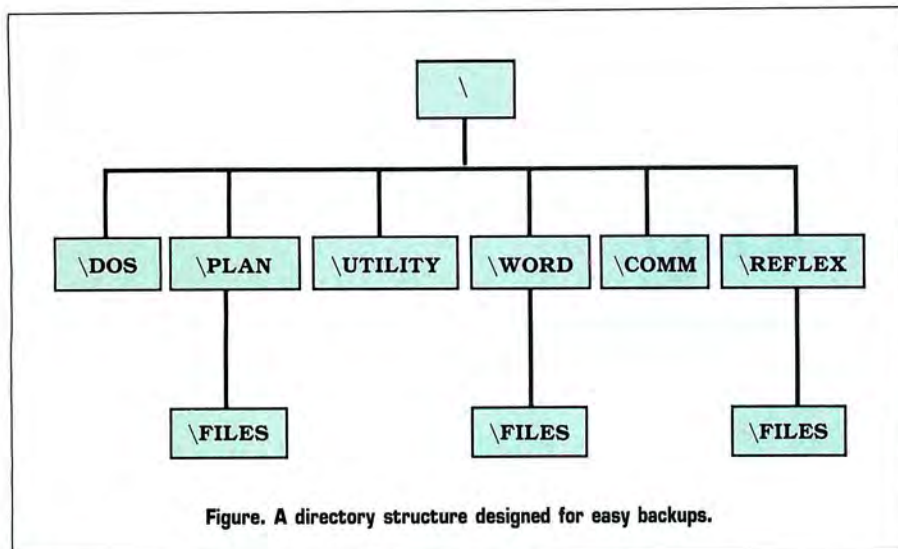 \
\DOS \PLAN \UTILITY \WORD \COMM \REFLEX
\FILES \FILES \FILES
Figure. A directory structure designed for easy backups.